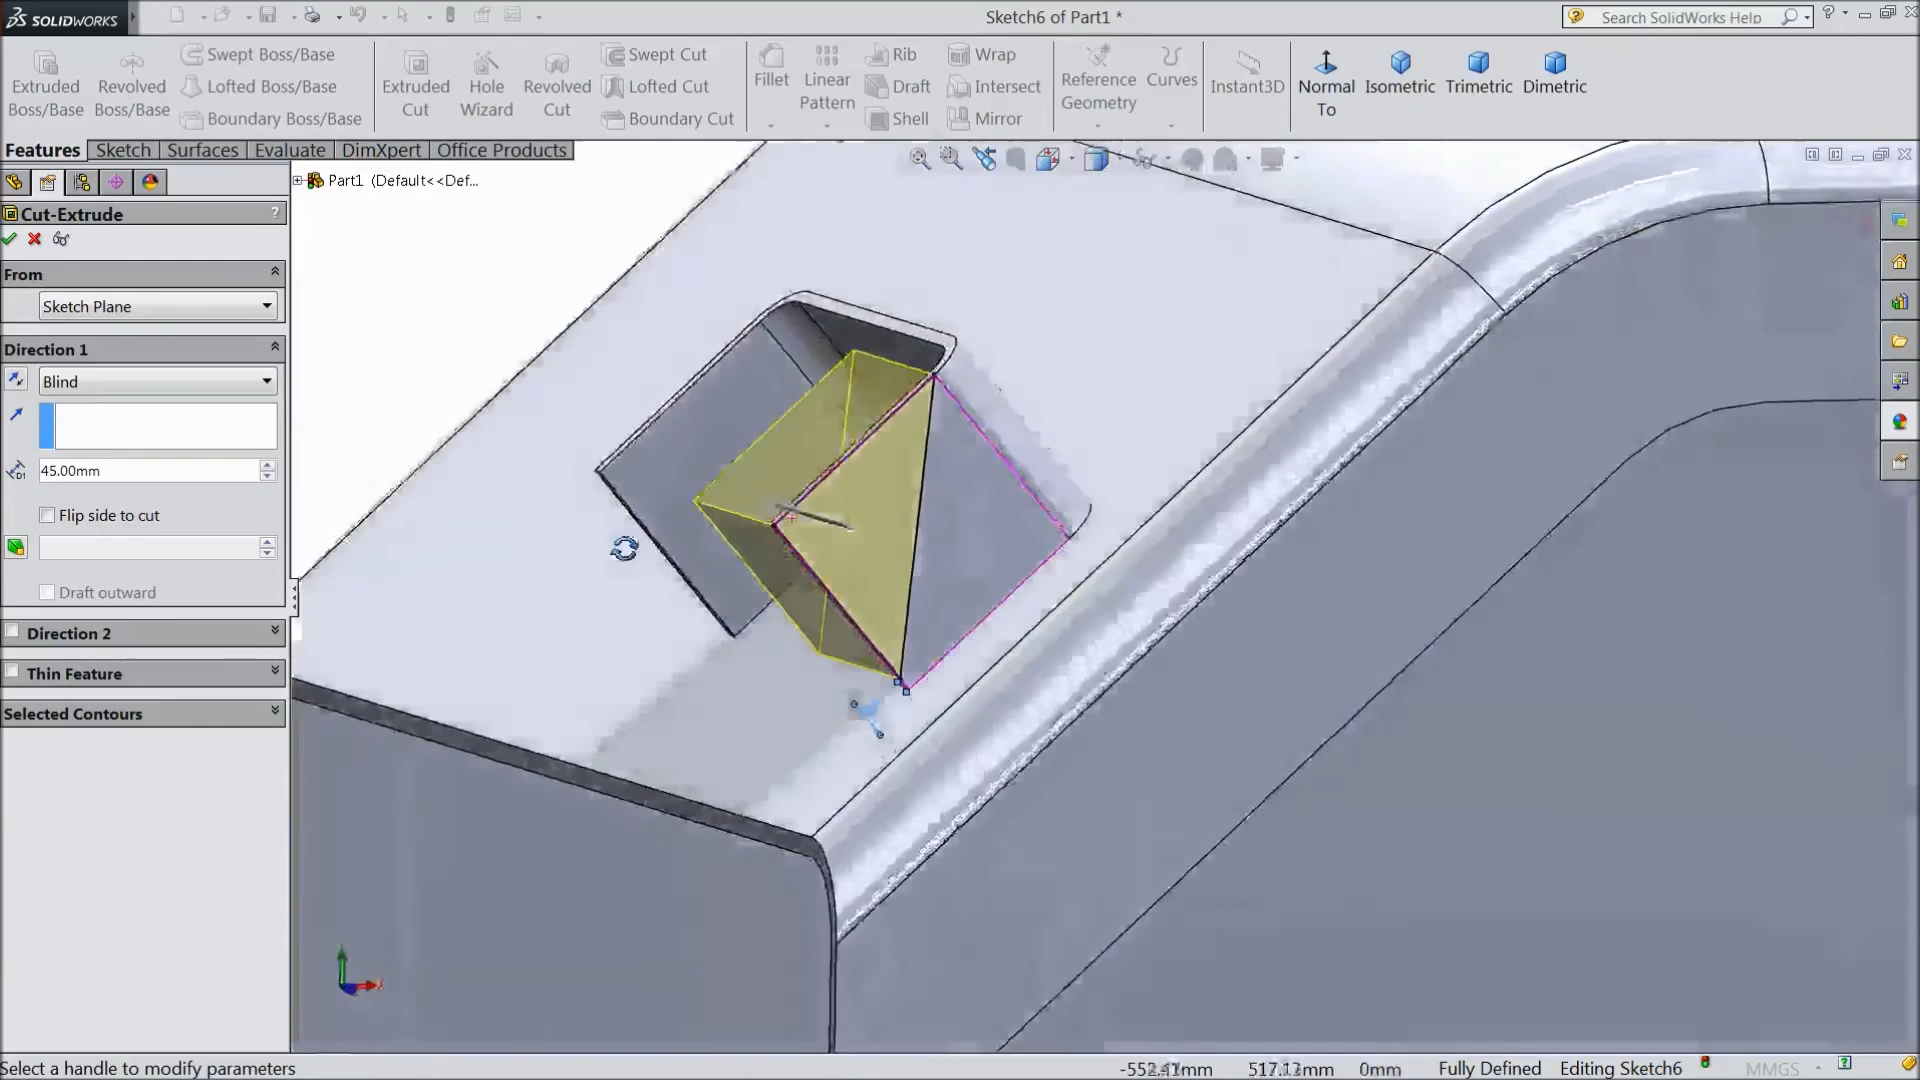 SOLIDWORKS
Sketch6 of Part1 *
Search SolidWorks Help
Extruded Boss/Base
Revolved Boss/Base
Swept Boss/Base
Lofted Boss/Base
Boundary Boss/Base
Extruded Cut
Hole Wizard
Revolved Cut
Swept Cut
Lofted Cut
Boundary Cut
Fillet
Linear Pattern
Rib
Draft
Shell
Wrap
Intersect
Mirror
Reference Geometry
Curves
Instant3D
Normal To
Isometric
Trimetric
Dimetric
Features
Sketch
Surfaces
Evaluate
DimXpert
Office Products
Part1 (Default<<Def...
Cut-Extrude
?
From
Sketch Plane
Direction 1
Blind
D1
45.00mm
Flip side to cut
Draft outward
Direction 2
Thin Feature
Selected Contours
Select a handle to modify parameters
517.13mm
0mm
Fully Defined
Editing Sketch6
MMGS